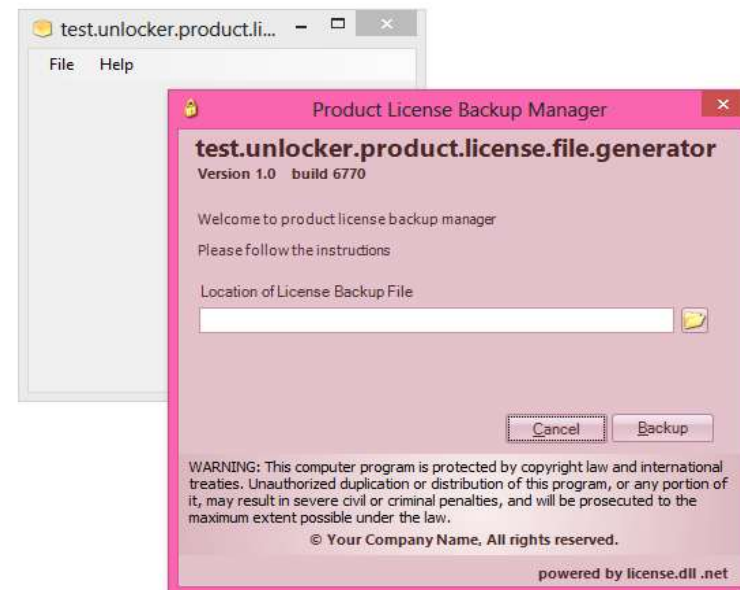 test.unlocker.product.li...
File Help
Product License Backup Manager
test.unlocker.product.license.file.generator
Version 1.0 build 6770
Welcome to product license backup manager
Please follow the instructions
Location of License Backup File
Cancel Backup
WARNING: This computer program is protected by copyright law and international
treaties. Unauthorized duplication or distribution of this program, or any portion of
it, may result in severe civil or criminal penalties, and will be prosecuted to the
maximum extent possible under the law.
© Your Company Name, All rights reserved.
powered by license.dll .net